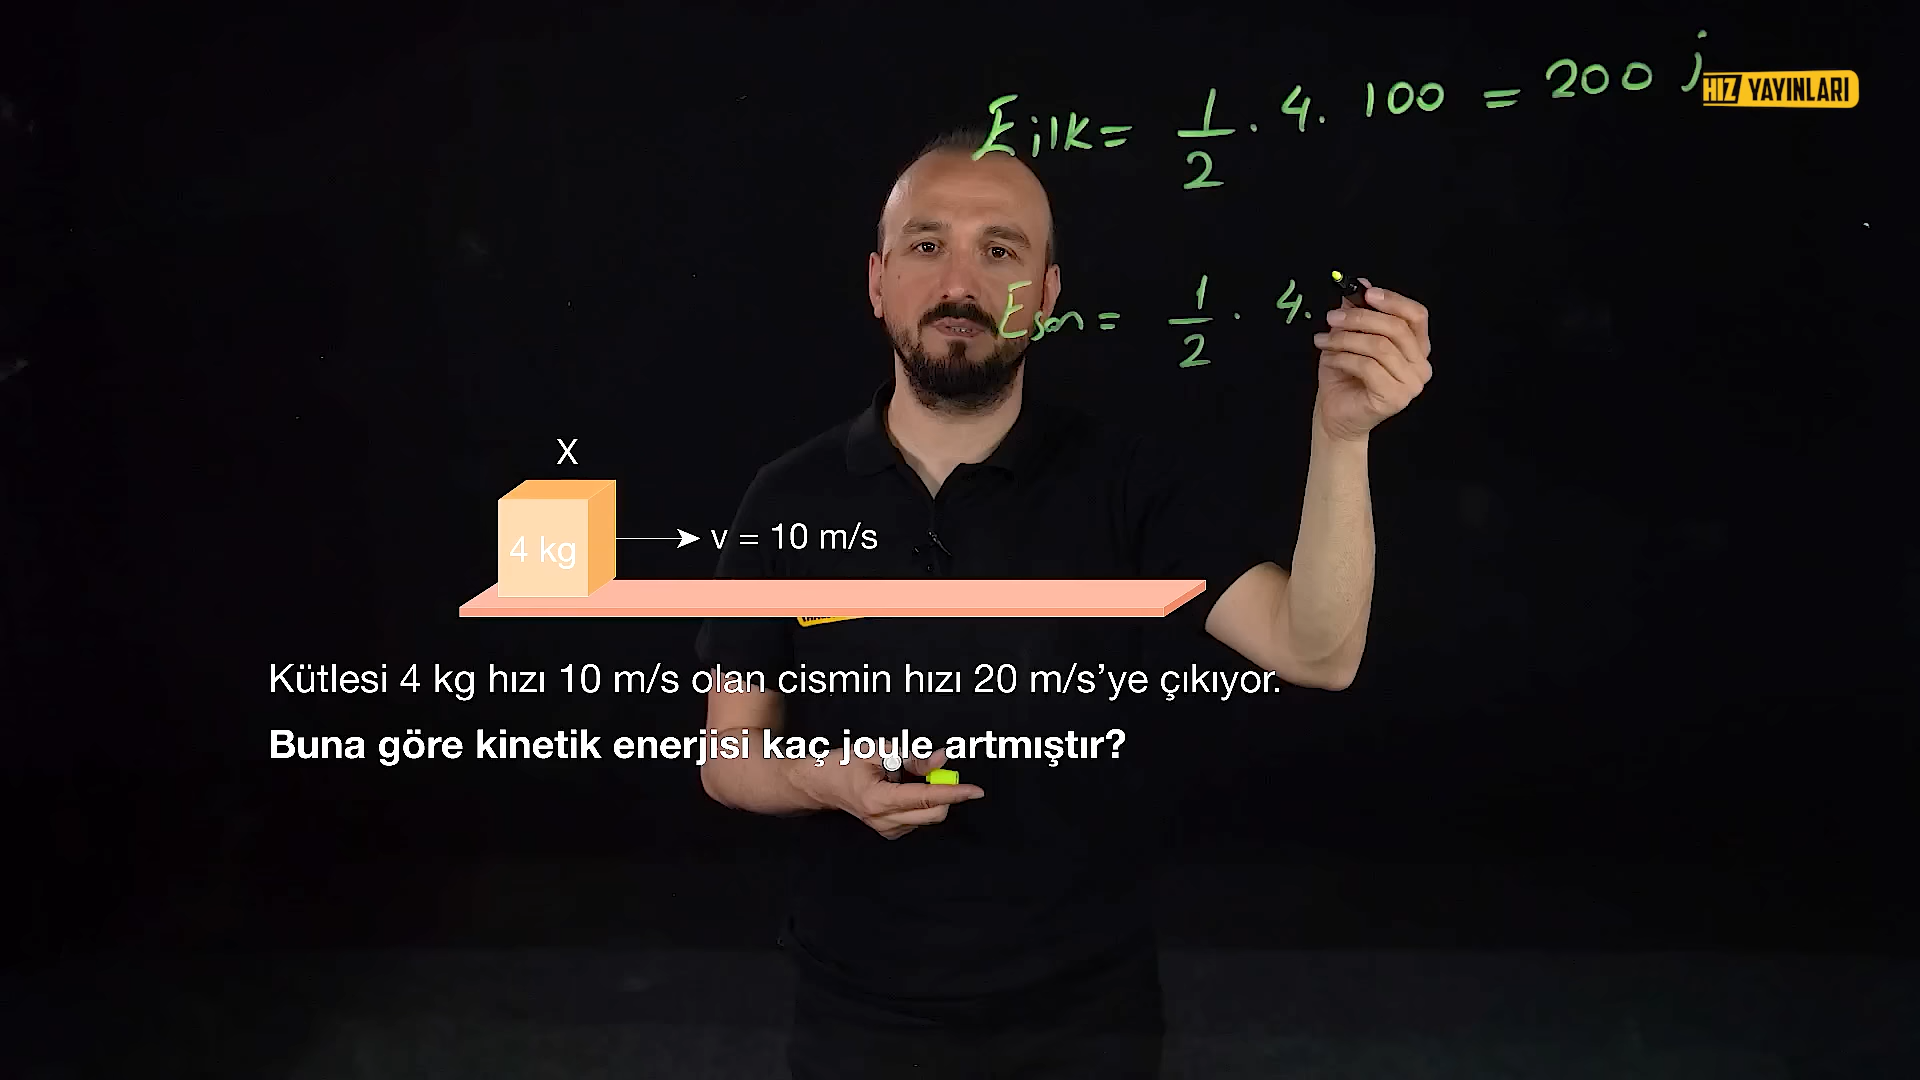 Eilk = 1/2 . 4 . 100 = 200 j
HIZ YAYINLARI
Eson = 1/2 . 4.
X
4 kg
v = 10 m/s
Kütlesi 4 kg hızı 10 m/s olan cismin hızı 20 m/s’ye çıkıyor.
Buna göre kinetik enerjisi kaç joule artmıştır?